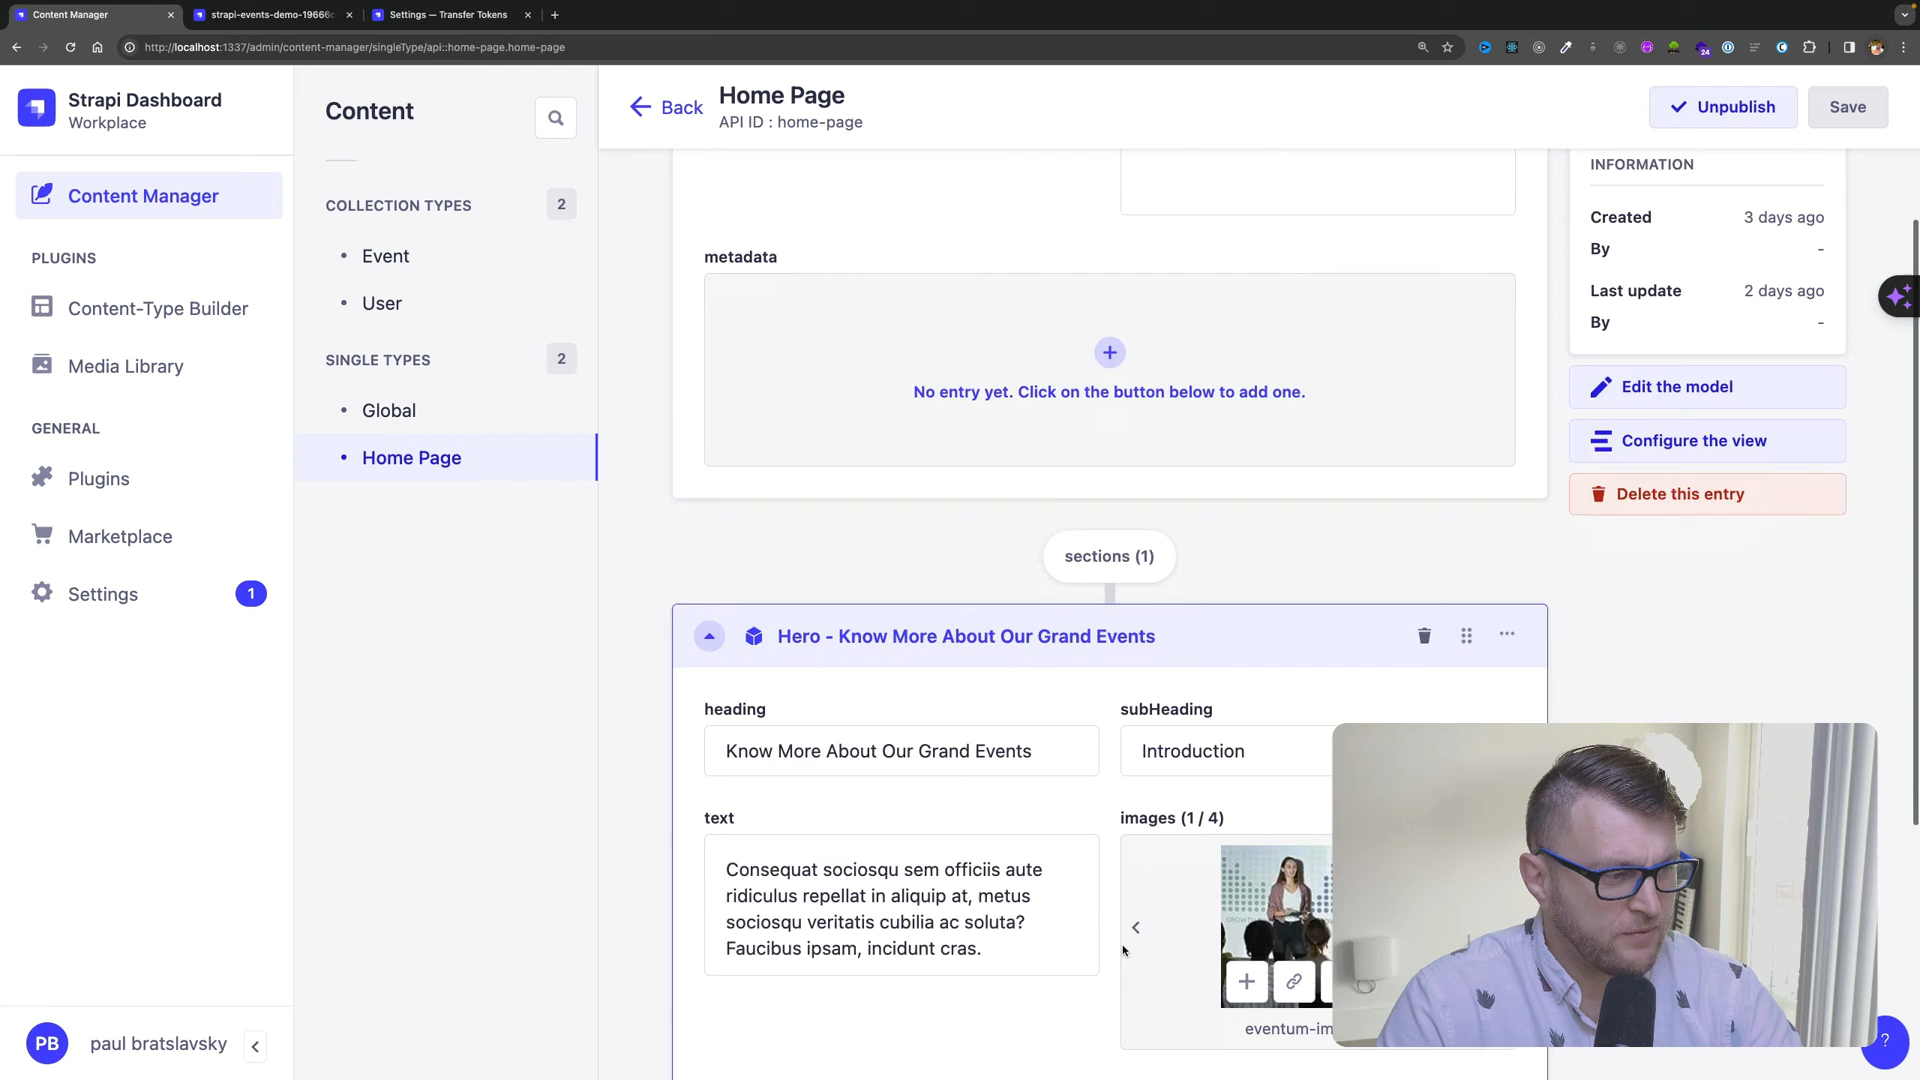 Content Manager
strapi-events-demo-19666c
Settings — Transfer Tokens
http://localhost:1337/admin/content-manager/singleType/api::home-page.home-page
24
Strapi Dashboard
Workplace
Content Manager
PLUGINS
Content-Type Builder
Media Library
GENERAL
Plugins
Marketplace
Settings
1
PB
paul bratslavsky
Content
COLLECTION TYPES
2
Event
User
SINGLE TYPES
2
Global
Home Page
Back
Home Page
API ID : home-page
Unpublish
Save
metadata
No entry yet. Click on the button below to add one.
sections (1)
Hero - Know More About Our Grand Events
heading
Know More About Our Grand Events
subHeading
Introduction
text
Consequat sociosqu sem officiis aute
ridiculus repellat in aliquip at, metus
sociosqu veritatis cubilia ac soluta?
Faucibus ipsam, incidunt cras.
images (1 / 4)
eventum-im
INFORMATION
Created
3 days ago
By
-
Last update
2 days ago
By
-
Edit the model
Configure the view
Delete this entry
?